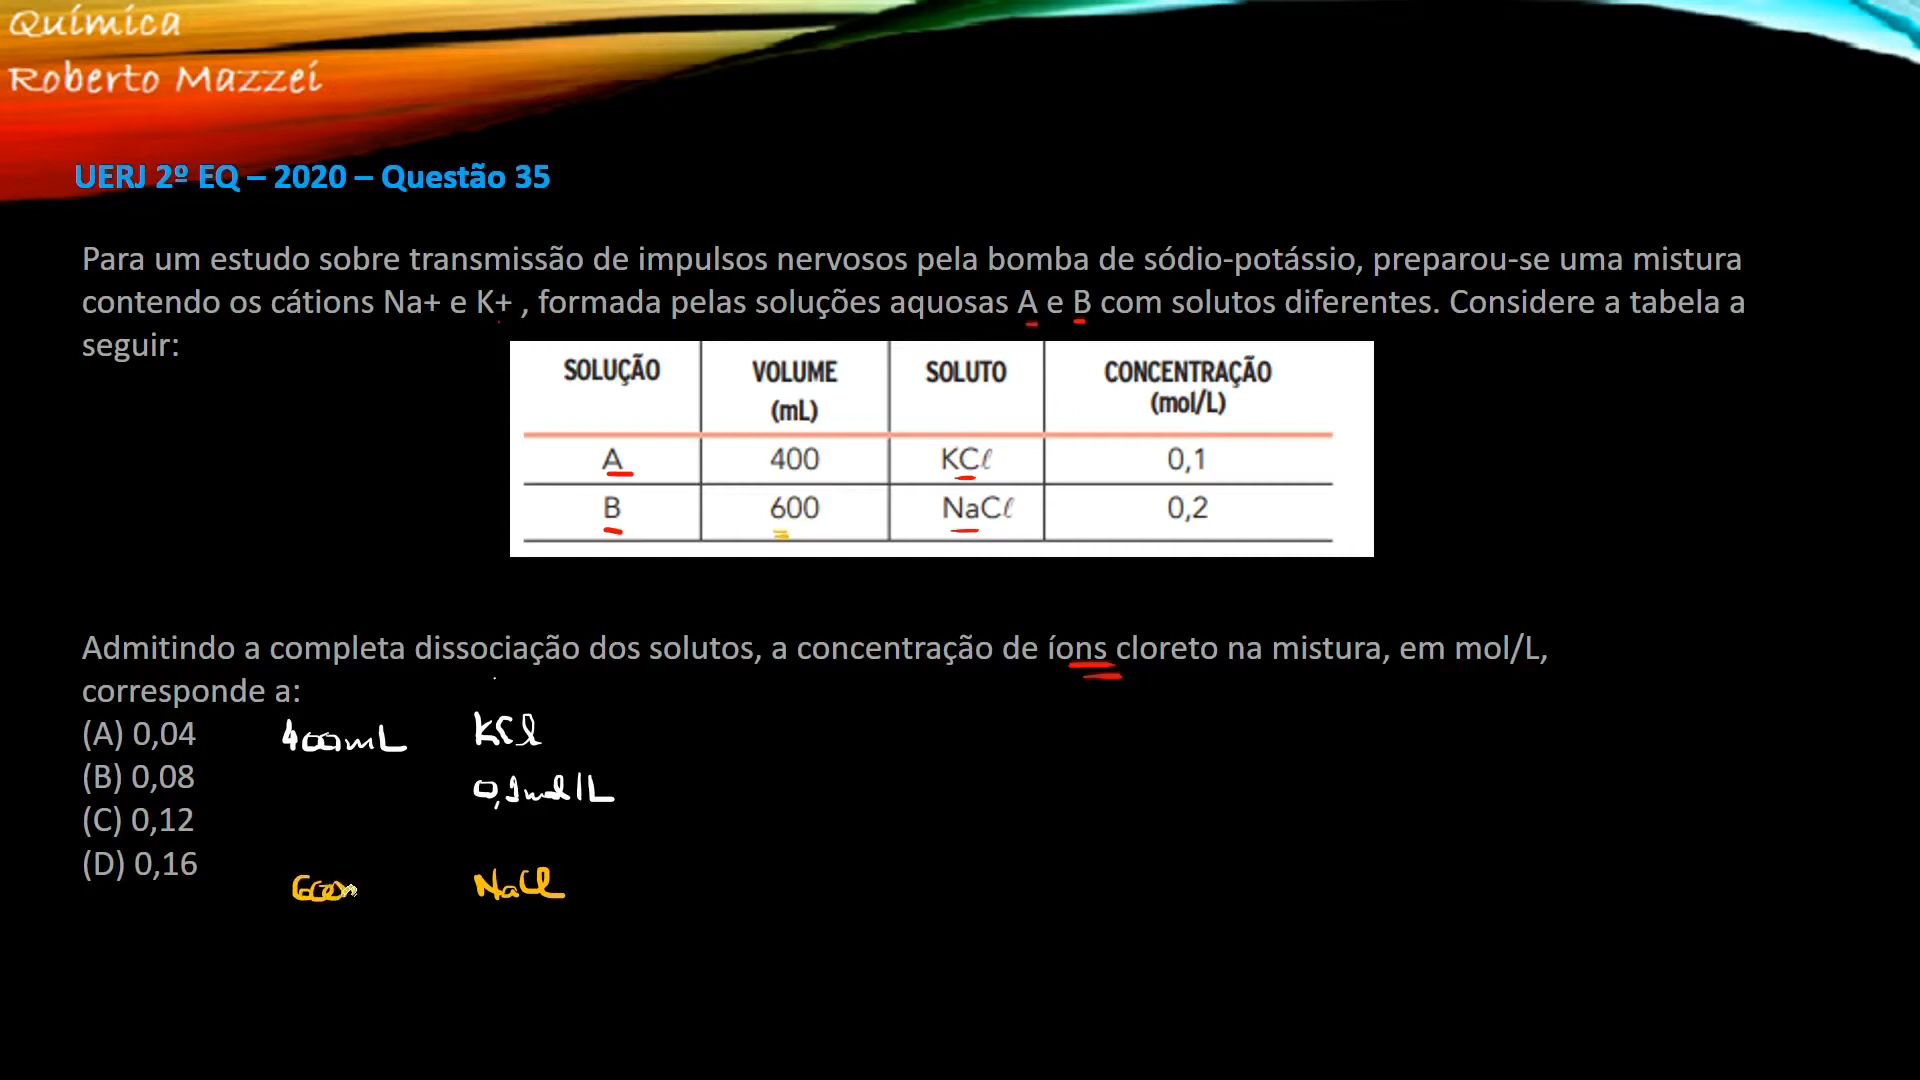 Química
Roberto Mazzei
UERJ 2º EQ – 2020 – Questão 35
Para um estudo sobre transmissão de impulsos nervosos pela bomba de sódio-potássio, preparou-se uma mistura
contendo os cátions Na+ e K+ , formada pelas soluções aquosas A e B com solutos diferentes. Considere a tabela a
seguir:
SOLUÇÃO VOLUME (mL) SOLUTO CONCENTRAÇÃO (mol/L)
A 400 KCℓ 0,1
B 600 NaCℓ 0,2
Admitindo a completa dissociação dos solutos, a concentração de íons cloreto na mistura, em mol/L,
corresponde a:
(A) 0,04
(B) 0,08
(C) 0,12
(D) 0,16
400mL KCl
0,1mol/L
600m NaCl